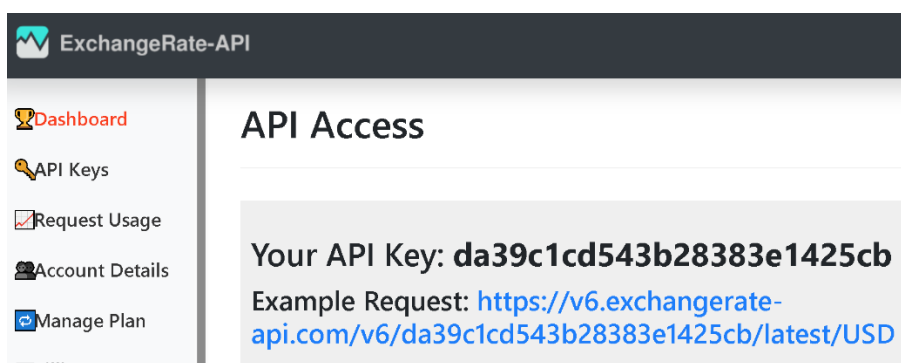 ExchangeRate-API
Dashboard
API Keys
Request Usage
Account Details
Manage Plan
API Access
Your API Key: da39c1cd543b28383e1425cb
Example Request: https://v6.exchangerate-
api.com/v6/da39c1cd543b28383e1425cb/latest/USD